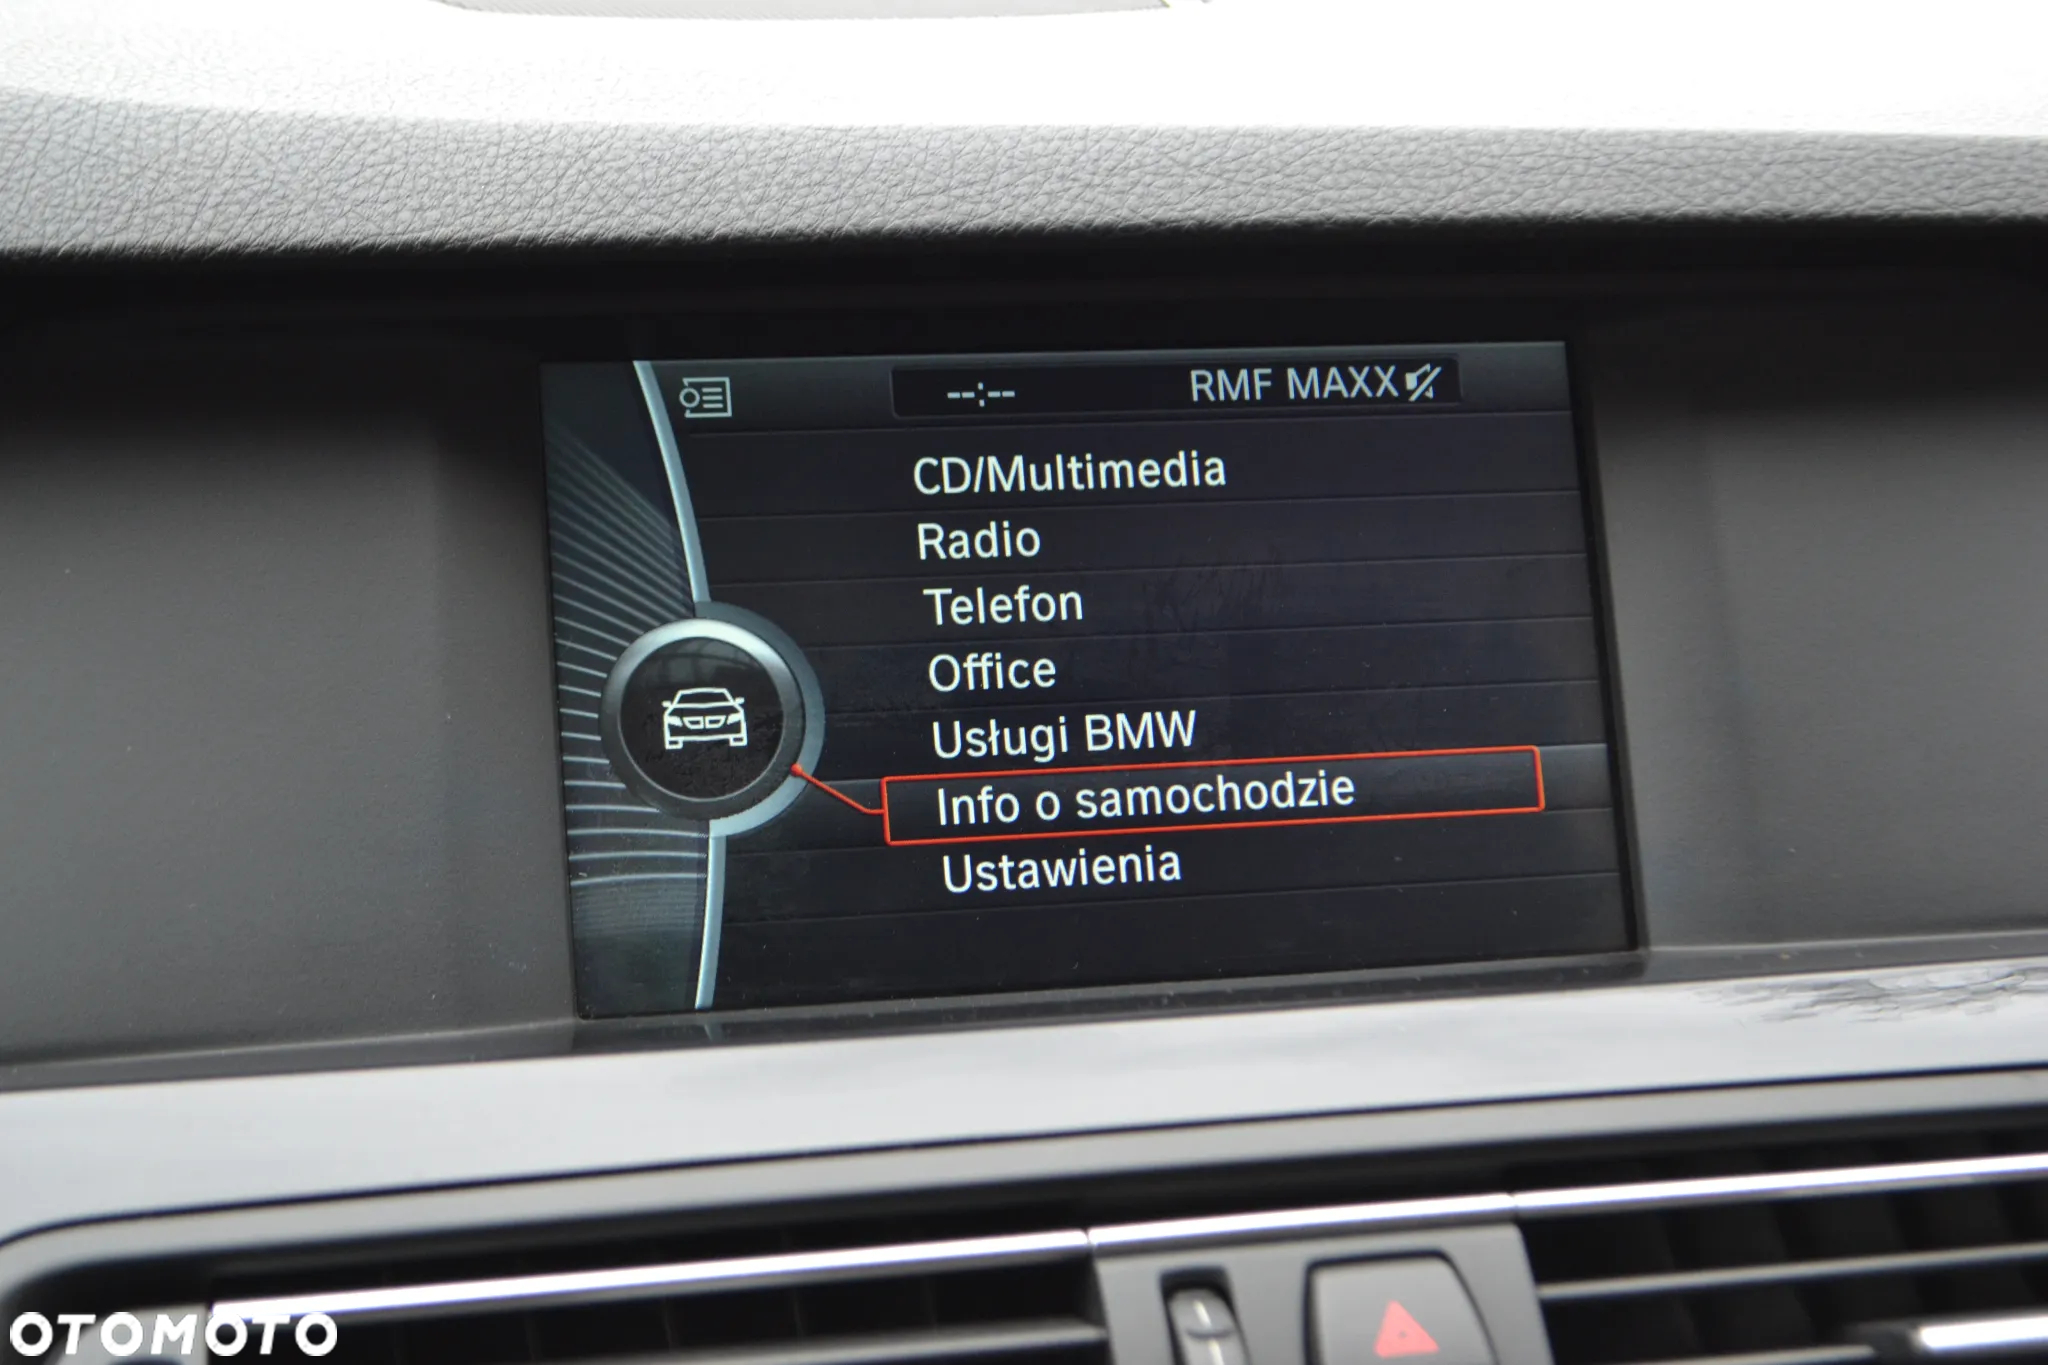 --:-- RMF MAXX
CD/Multimedia
Radio
Telefon
Office
Usługi BMW
Info o samochodzie
Ustawienia
OTOMOTO